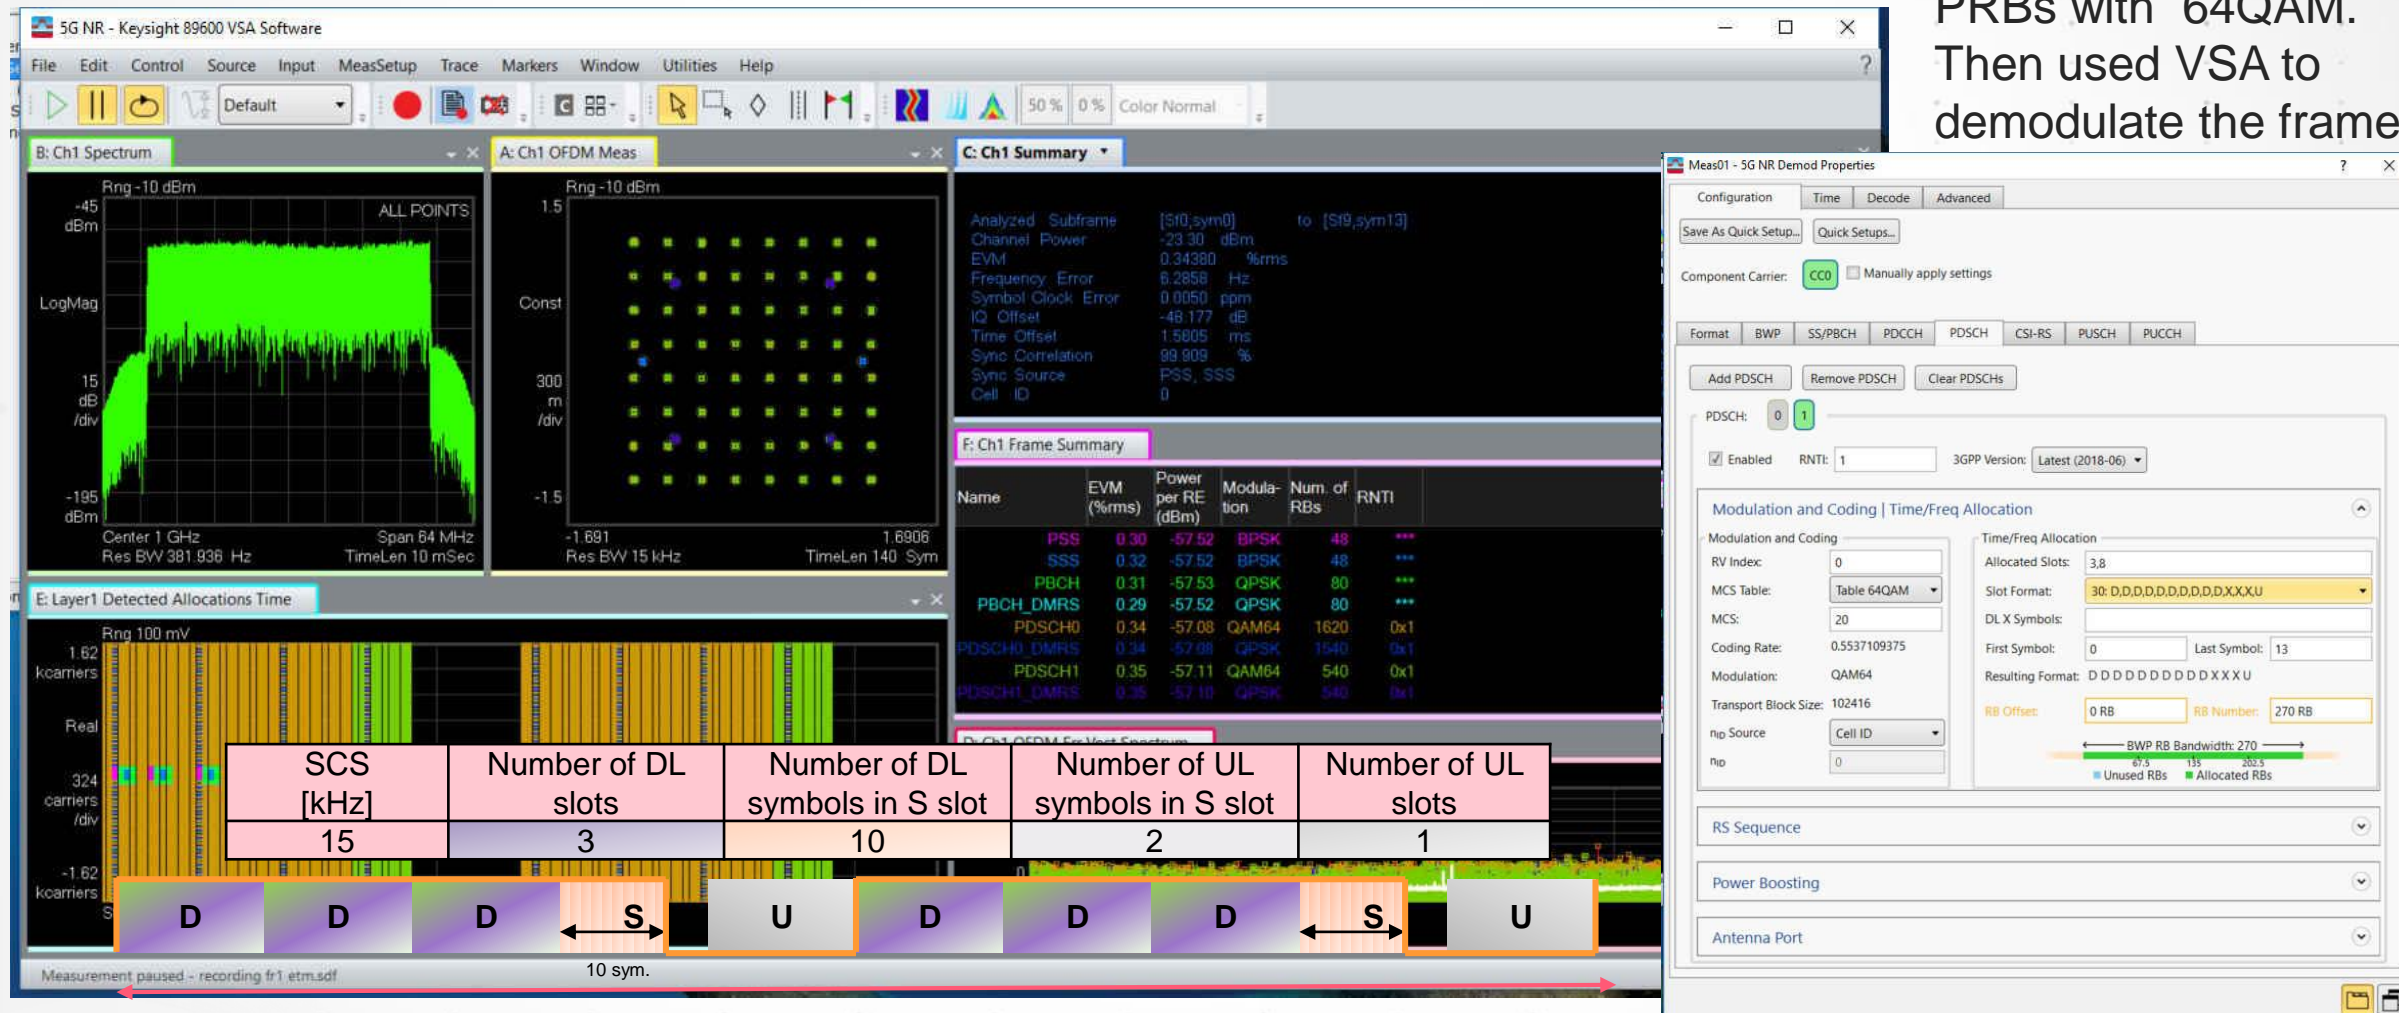 PRBs with 64QAM.
Then used VSA to
demodulate the frame
5G NR - Keysight 89600 VSA Software
File Edit Control Source Input MeasSetup Trace Markers Window Utilities Help
?
Default
50 % 0 % Color Normal
B: Ch1 Spectrum
Rng -10 dBm
-45
dBm
ALL POINTS
LogMag
15
dB
/div
-195
dBm
Center 1 GHz Span 64 MHz
Res BW 381.936 Hz TimeLen 10 mSec
A: Ch1 OFDM Meas
Rng -10 dBm
1.5
Const
300
m
/div
-1.5
-1.691 1.6906
Res BW 15 kHz TimeLen 140 Sym
C: Ch1 Summary
Analyzed Subframe [Sf0,sym0] to [Sf9,sym13]
Channel Power -23.30 dBm
EVM 0.34380 %rms
Frequency Error 6.2858 Hz
Symbol Clock Error 0.0050 ppm
IQ Offset -48.177 dB
Time Offset 1.5605 ms
Sync Correlation 99.909 %
Sync Source PSS, SSS
Cell ID 0
F: Ch1 Frame Summary
Name EVM (%rms) Power per RE (dBm) Modula- tion Num. of RBs RNTI
PSS 0.30 -57.52 BPSK 48 ***
SSS 0.32 -57.52 BPSK 48 ***
PBCH 0.31 -57.53 QPSK 80 ***
PBCH_DMRS 0.29 -57.52 QPSK 80 ***
PDSCH0 0.34 -57.08 QAM64 1620 0x1
PDSCH0_DMRS 0.34 -57.08 QPSK 1540 0x1
PDSCH1 0.35 -57.11 QAM64 540 0x1
PDSCH1_DMRS 0.35 -57.10 QPSK 540 0x1
E: Layer1 Detected Allocations Time
Rng 100 mV
1.62
kcarriers
Real
324
carriers
/div
-1.62
kcarriers
S
D: Ch1 OFDM Err Vect Spectrum
0
SCS [kHz] Number of DL slots Number of DL symbols in S slot Number of UL symbols in S slot Number of UL slots
15 3 10 2 1
D D D S U D D D S U
10 sym.
Measurement paused - recording fr1 etm.sdf
Meas01 - 5G NR Demod Properties
?
Configuration Time Decode Advanced
Save As Quick Setup... Quick Setups...
Component Carrier: CC0 Manually apply settings
Format BWP SS/PBCH PDCCH PDSCH CSI-RS PUSCH PUCCH
Add PDSCH Remove PDSCH Clear PDSCHs
PDSCH: 0 1
Enabled RNTI: 1 3GPP Version: Latest (2018-06)
Modulation and Coding | Time/Freq Allocation
Modulation and Coding
RV Index: 0
MCS Table: Table 64QAM
MCS: 20
Coding Rate: 0.5537109375
Modulation: QAM64
Transport Block Size: 102416
nID Source Cell ID
nID 0
Time/Freq Allocation
Allocated Slots: 3,8
Slot Format: 30: D,D,D,D,D,D,D,D,D,D,X,X,X,U
DL X Symbols:
First Symbol: 0 Last Symbol: 13
Resulting Format: D D D D D D D D D D X X X U
RB Offset: 0 RB RB Number: 270 RB
BWP RB Bandwidth: 270
67.5 135 202.5
Unused RBs Allocated RBs
RS Sequence
Power Boosting
Antenna Port